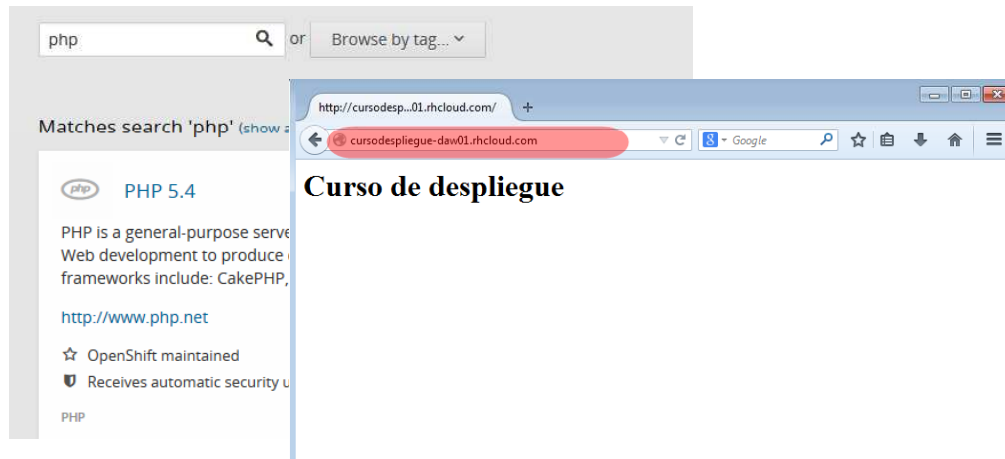 php
or
Browse by tag...
Matches search 'php' (show
php
PHP 5.4
PHP is a general-purpose serve
Web development to produce
frameworks include: CakePHP,
http://www.php.net
OpenShift maintained
Receives automatic security u
PHP
http://cursodesp...01.rhcloud.com/
+
cursodespliegue-daw01.rhcloud.com
8
Google
Curso de despliegue